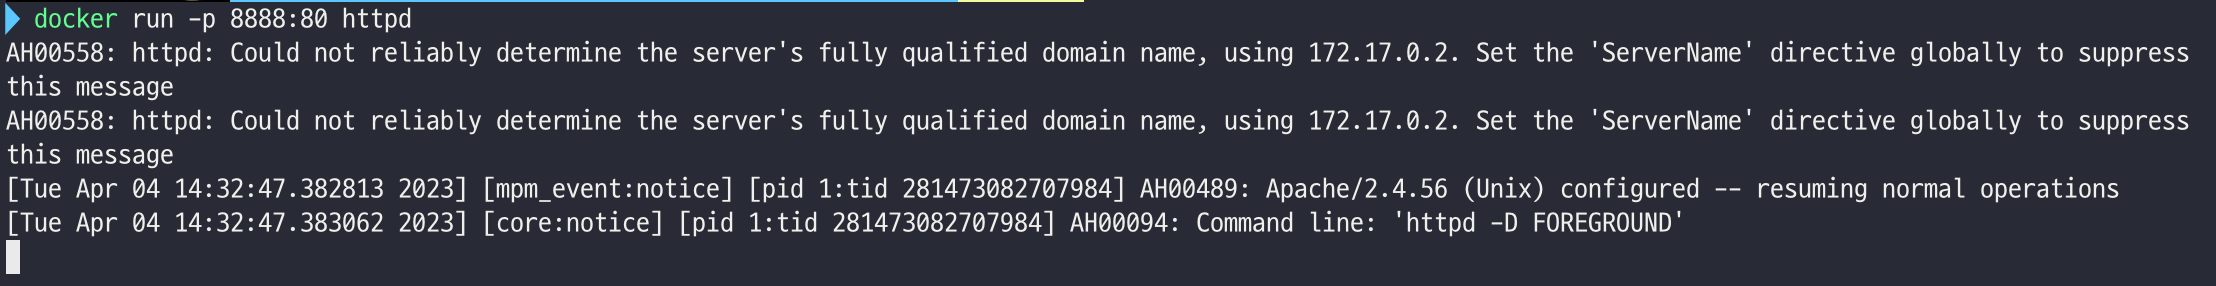 docker run -p 8888:80 httpd
AH00558: httpd: Could not reliably determine the server's fully qualified domain name, using 172.17.0.2. Set the 'ServerName' directive globally to suppress
this message
AH00558: httpd: Could not reliably determine the server's fully qualified domain name, using 172.17.0.2. Set the 'ServerName' directive globally to suppress
this message
[Tue Apr 04 14:32:47.382813 2023] [mpm_event:notice] [pid 1:tid 281473082707984] AH00489: Apache/2.4.56 (Unix) configured -- resuming normal operations
[Tue Apr 04 14:32:47.383062 2023] [core:notice] [pid 1:tid 281473082707984] AH00094: Command line: 'httpd -D FOREGROUND'